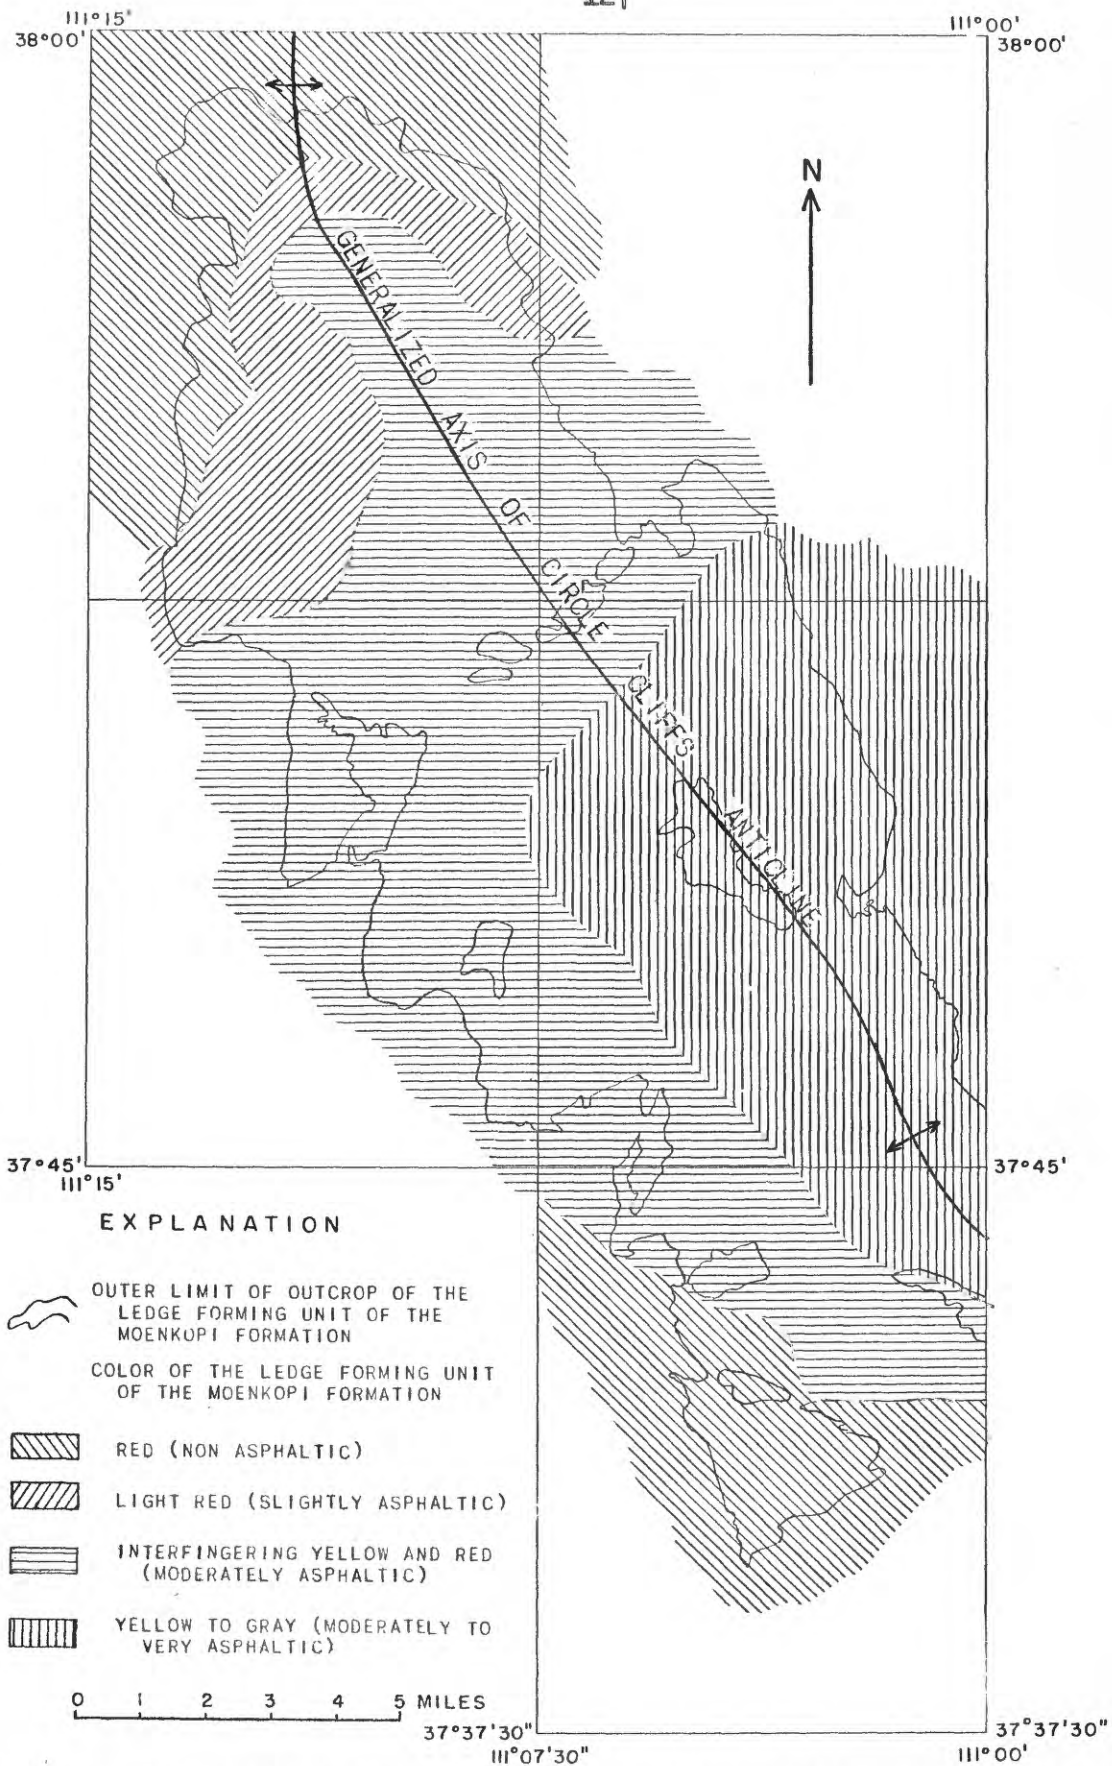 111°15'
111°00'
38°00'
38°00'
N
GENERALIZED AXIS OF CIRCLE CLIFFS ANTICLINE
37°45'
37°45'
111°15'
EXPLANATION
OUTER LIMIT OF OUTCROP OF THE
LEDGE FORMING UNIT OF THE
MOENKOPI FORMATION
COLOR OF THE LEDGE FORMING UNIT
OF THE MOENKOPI FORMATION
RED (NON ASPHALTIC)
LIGHT RED (SLIGHTLY ASPHALTIC)
INTERFINGERING YELLOW AND RED
(MODERATELY ASPHALTIC)
YELLOW TO GRAY (MODERATELY TO
VERY ASPHALTIC)
0 1 2 3 4 5 MILES
37°37'30"
37°37'30"
111°07'30"
111°00'